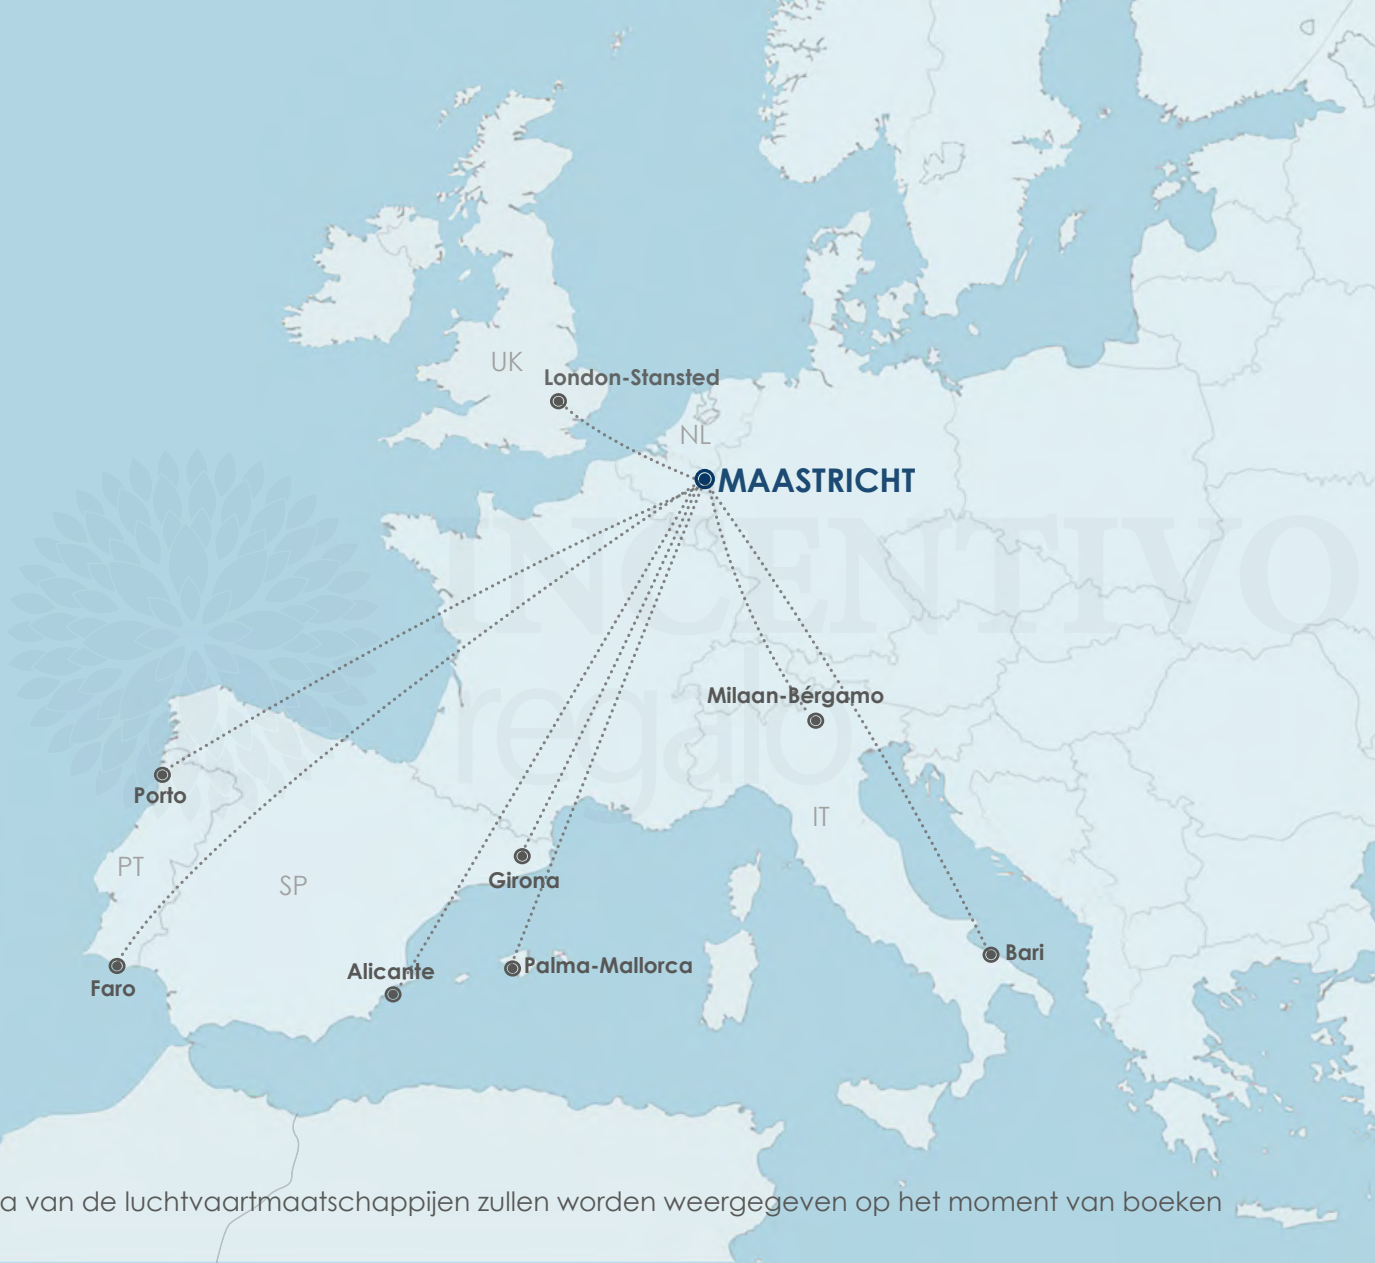 UK
London-Stansted
NL
MAASTRICHT
INCENTIVO
regalo
Milaan-Bérgamo
Porto
IT
PT
SP
Girona
Bari
Faro
Alicante
Palma-Mallorca
a van de luchtvaartmaatschappijen zullen worden weergegeven op het moment van boeken